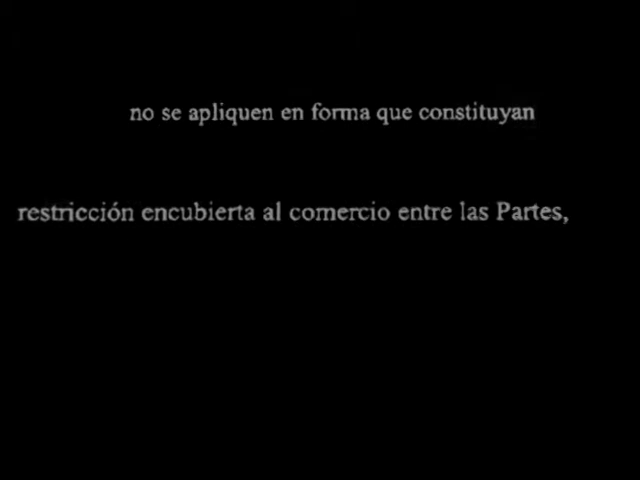 no se apliquen en forma que constituyan
restricción encubierta al comercio entre las Partes,